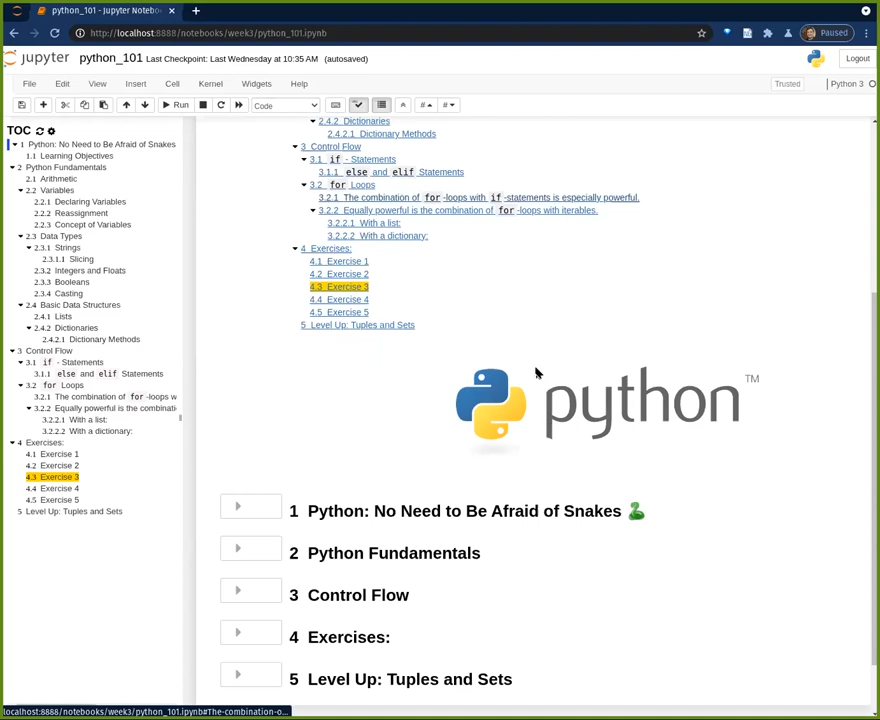 python_101 - Jupyter Notebo
http://localhost:8888/notebooks/week3/python_101.ipynb
Paused
jupyter python_101 Last Checkpoint: Last Wednesday at 10:35 AM (autosaved)
Logout
File Edit View Insert Cell Kernel Widgets Help
Trusted Python 3
Run Code
TOC
1 Python: No Need to Be Afraid of Snakes
1.1 Learning Objectives
2 Python Fundamentals
2.1 Arithmetic
2.2 Variables
2.2.1 Declaring Variables
2.2.2 Reassignment
2.2.3 Concept of Variables
2.3 Data Types
2.3.1 Strings
2.3.1.1 Slicing
2.3.2 Integers and Floats
2.3.3 Booleans
2.3.4 Casting
2.4 Basic Data Structures
2.4.1 Lists
2.4.2 Dictionaries
2.4.2.1 Dictionary Methods
3 Control Flow
3.1 if - Statements
3.1.1 else and elif Statements
3.2 for Loops
3.2.1 The combination of for -loops w
3.2.2 Equally powerful is the combinati
3.2.2.1 With a list:
3.2.2.2 With a dictionary:
4 Exercises:
4.1 Exercise 1
4.2 Exercise 2
4.3 Exercise 3
4.4 Exercise 4
4.5 Exercise 5
5 Level Up: Tuples and Sets
2.4.2 Dictionaries
2.4.2.1 Dictionary Methods
3 Control Flow
3.1 if - Statements
3.1.1 else and elif Statements
3.2 for Loops
3.2.1 The combination of for -loops with if -statements is especially powerful.
3.2.2 Equally powerful is the combination of for -loops with iterables.
3.2.2.1 With a list:
3.2.2.2 With a dictionary:
4 Exercises:
4.1 Exercise 1
4.2 Exercise 2
4.3 Exercise 3
4.4 Exercise 4
4.5 Exercise 5
5 Level Up: Tuples and Sets
python TM
1 Python: No Need to Be Afraid of Snakes
2 Python Fundamentals
3 Control Flow
4 Exercises:
5 Level Up: Tuples and Sets
localhost:8888/notebooks/week3/python_101.ipynb#The-combination-o...